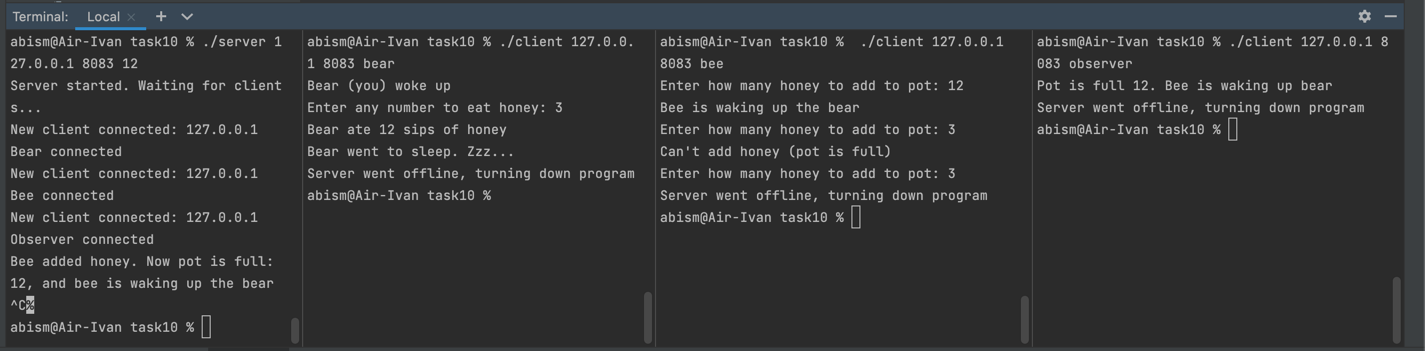 Terminal: Local × +
abism@Air-Ivan task10 % ./server 1
27.0.0.1 8083 12
Server started. Waiting for client
s...
New client connected: 127.0.0.1
Bear connected
New client connected: 127.0.0.1
Bee connected
New client connected: 127.0.0.1
Observer connected
Bee added honey. Now pot is full:
12, and bee is waking up the bear
^C%
abism@Air-Ivan task10 %
abism@Air-Ivan task10 % ./client 127.0.0.
1 8083 bear
Bear (you) woke up
Enter any number to eat honey: 3
Bear ate 12 sips of honey
Bear went to sleep. Zzz...
Server went offline, turning down program
abism@Air-Ivan task10 %
abism@Air-Ivan task10 %  ./client 127.0.0.1
8083 bee
Enter how many honey to add to pot: 12
Bee is waking up the bear
Enter how many honey to add to pot: 3
Can't add honey (pot is full)
Enter how many honey to add to pot: 3
Server went offline, turning down program
abism@Air-Ivan task10 %
abism@Air-Ivan task10 % ./client 127.0.0.1 8
083 observer
Pot is full 12. Bee is waking up bear
Server went offline, turning down program
abism@Air-Ivan task10 %